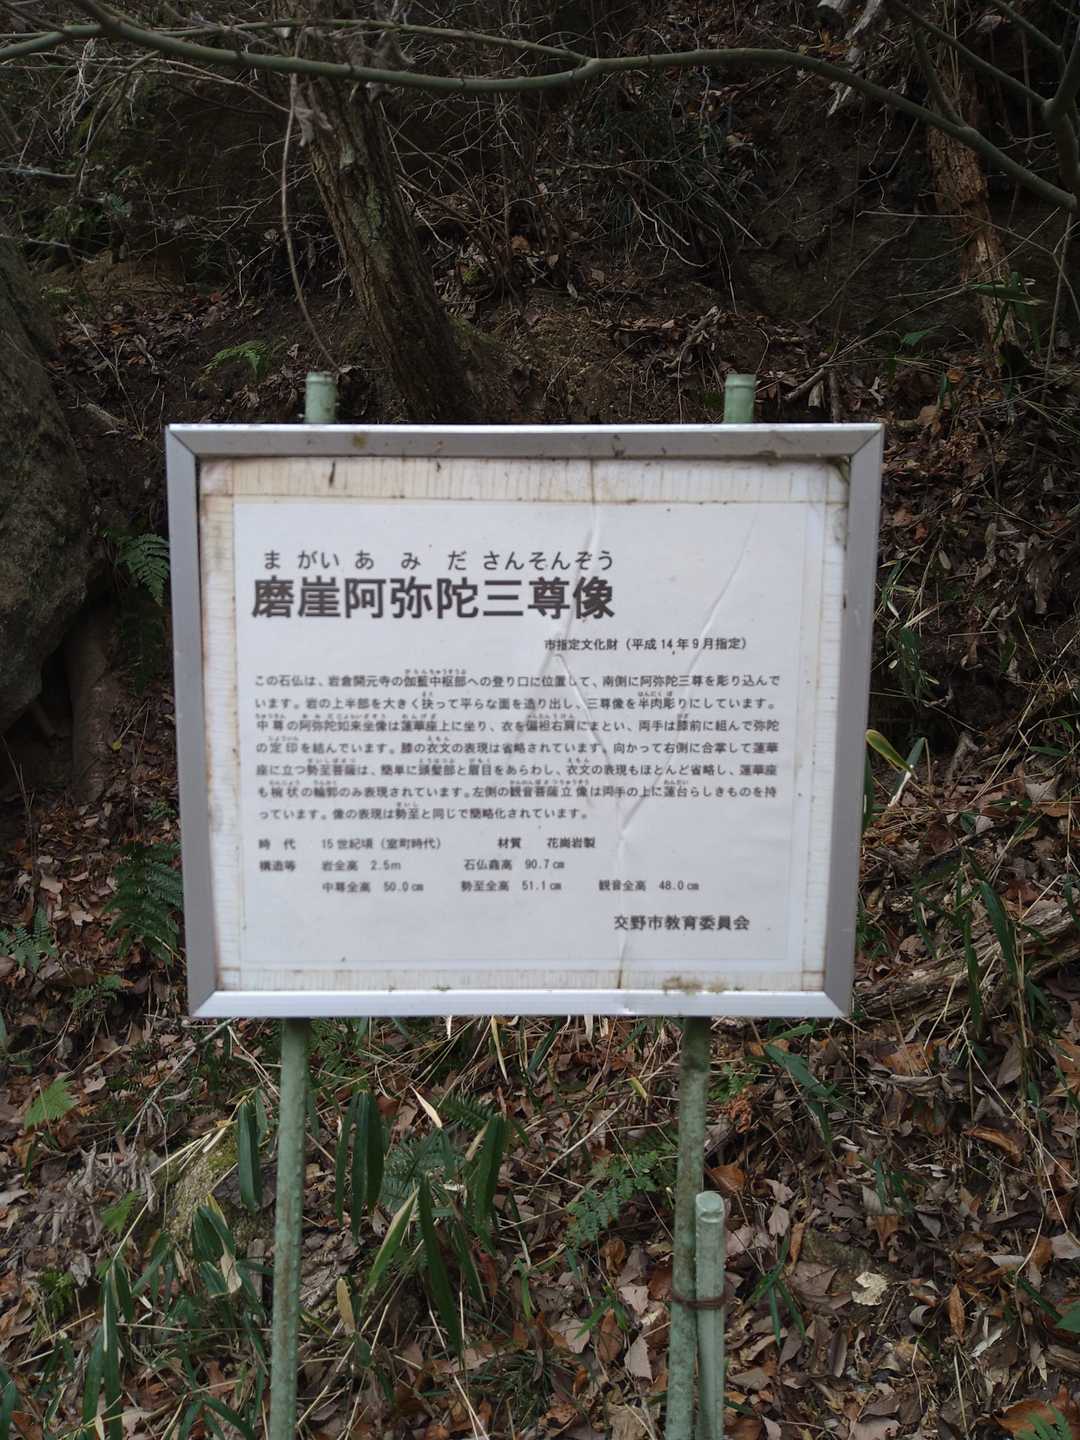 まがいあみださんそんぞう
磨崖阿弥陀三尊像
市指定文化財（平成14年9月指定）
この石仏は、岩倉開元寺の伽藍中枢部への登り口に位置して、南側に阿弥陀三尊を彫り込んで
います。岩の上半部を大きく抉って平らな面を造り出し、三尊像を半肉彫りにしています。
中尊の阿弥陀如来坐像は蓮華座上に坐り、衣を偏袒右肩にまとい、両手は膝前に組んで弥陀
の定印を結んでいます。膝の衣文の表現は省略されています。向かって右側に合掌して蓮華
座に立つ勢至菩薩は、簡単に頭髪部と眉目をあらわし、衣文の表現もほとんど省略し、蓮華座
も椀状の輪郭のみ表現されています。左側の観音菩薩立像は両手の上に蓮台らしきものを持
っています。像の表現は勢至と同じで簡略化されています。
時代 15世紀頃（室町時代） 材質 花崗岩製
構造等 岩全高 2.5m 石仏龕高 90.7㎝
中尊全高 50.0㎝ 勢至全高 51.1㎝ 観音全高 48.0㎝
交野市教育委員会